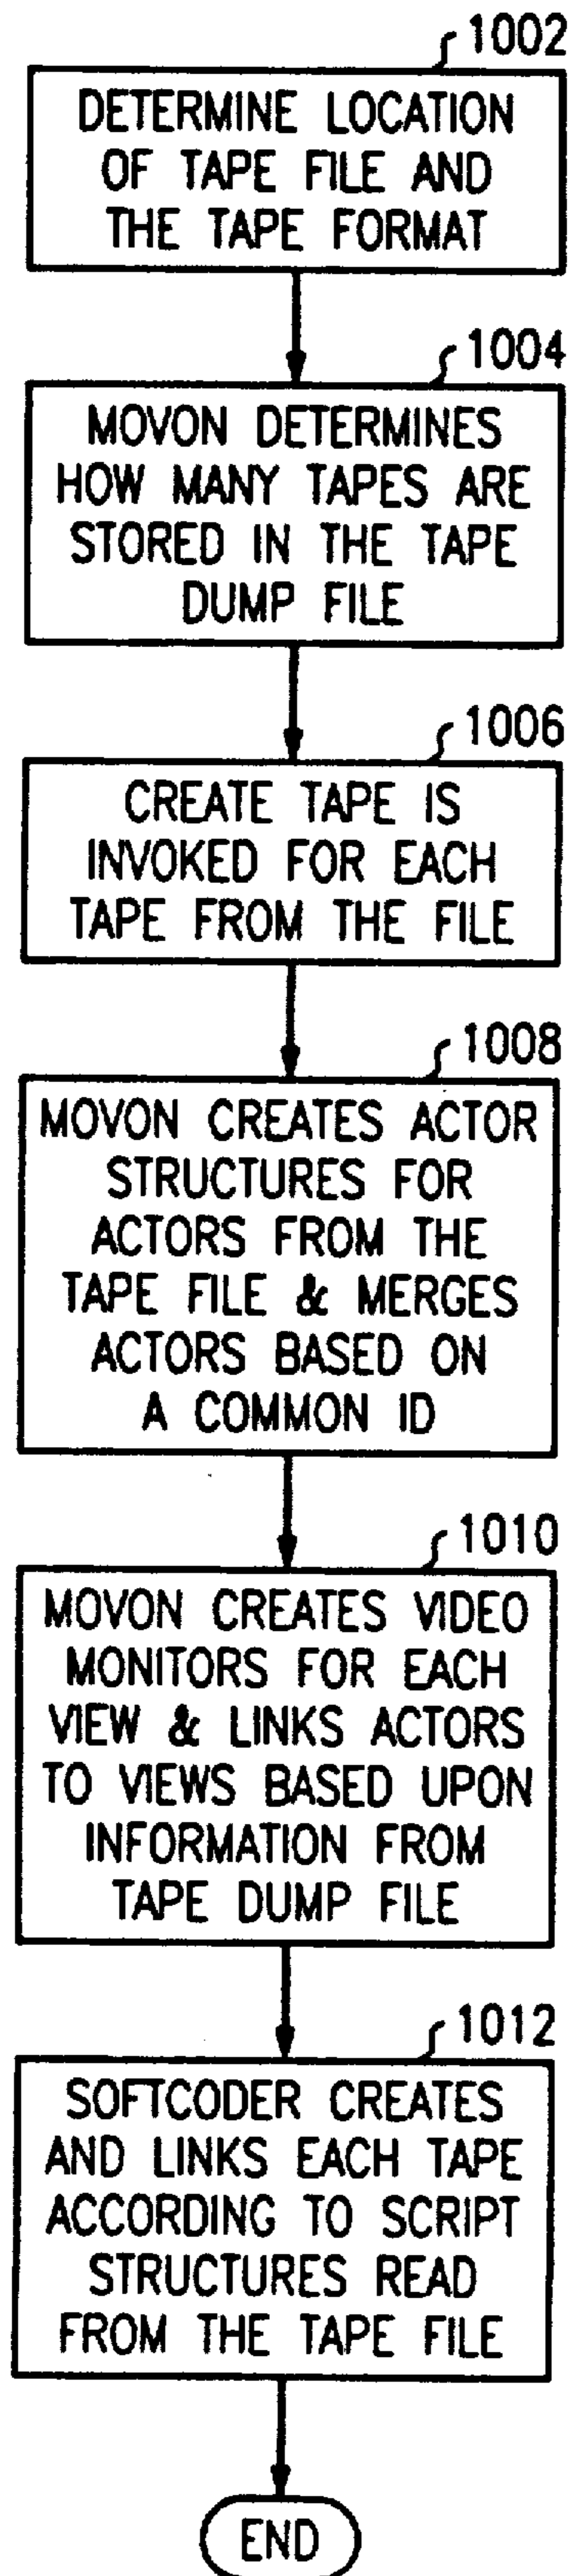 1002
DETERMINE LOCATION
OF TAPE FILE AND
THE TAPE FORMAT
1004
MOVON DETERMINES
HOW MANY TAPES ARE
STORED IN THE TAPE
DUMP FILE
1006
CREATE TAPE IS
INVOKED FOR EACH
TAPE FROM THE FILE
1008
MOVON CREATES ACTOR
STRUCTURES FOR
ACTORS FROM THE
TAPE FILE & MERGES
ACTORS BASED ON
A COMMON ID
1010
MOVON CREATES VIDEO
MONITORS FOR EACH
VIEW & LINKS ACTORS
TO VIEWS BASED UPON
INFORMATION FROM
TAPE DUMP FILE
1012
SOFTCODER CREATES
AND LINKS EACH TAPE
ACCORDING TO SCRIPT
STRUCTURES READ
FROM THE TAPE FILE
END